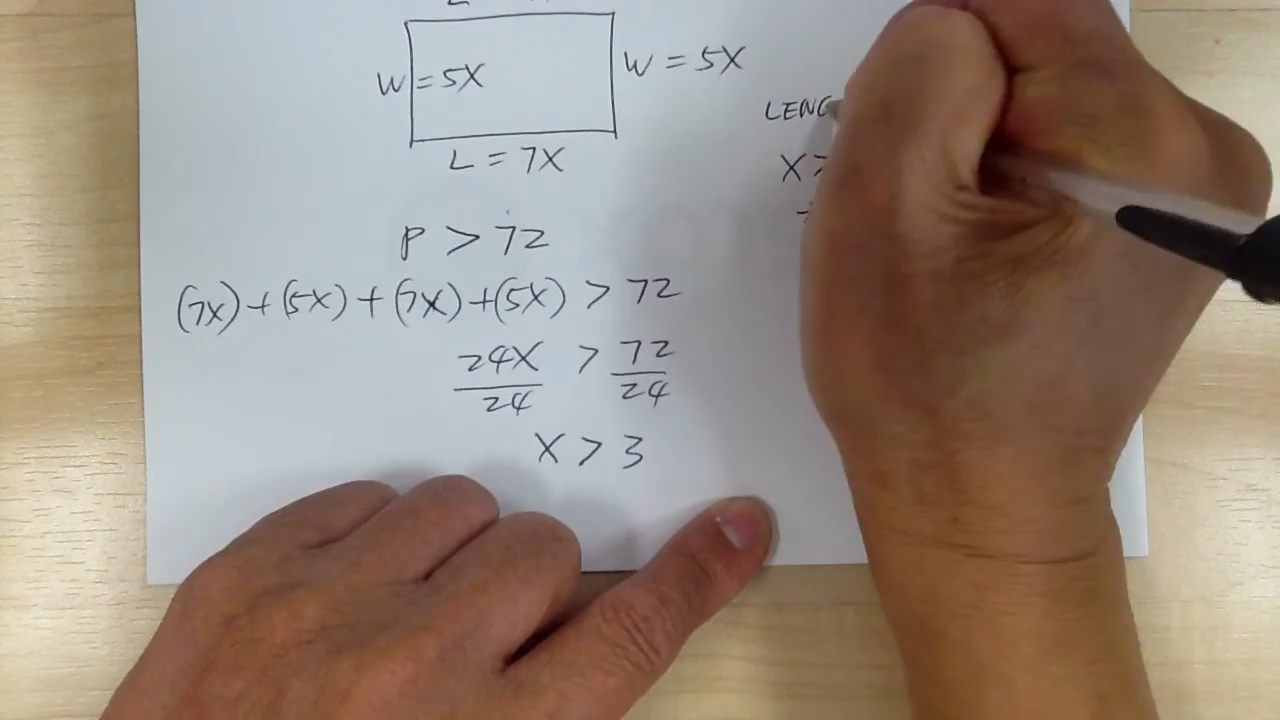 W = 5X
W = 5X
L = 7X
P > 72
(7X) + (5X) + (7X) + (5X) > 72
24X > 72
24 24
X > 3
X >